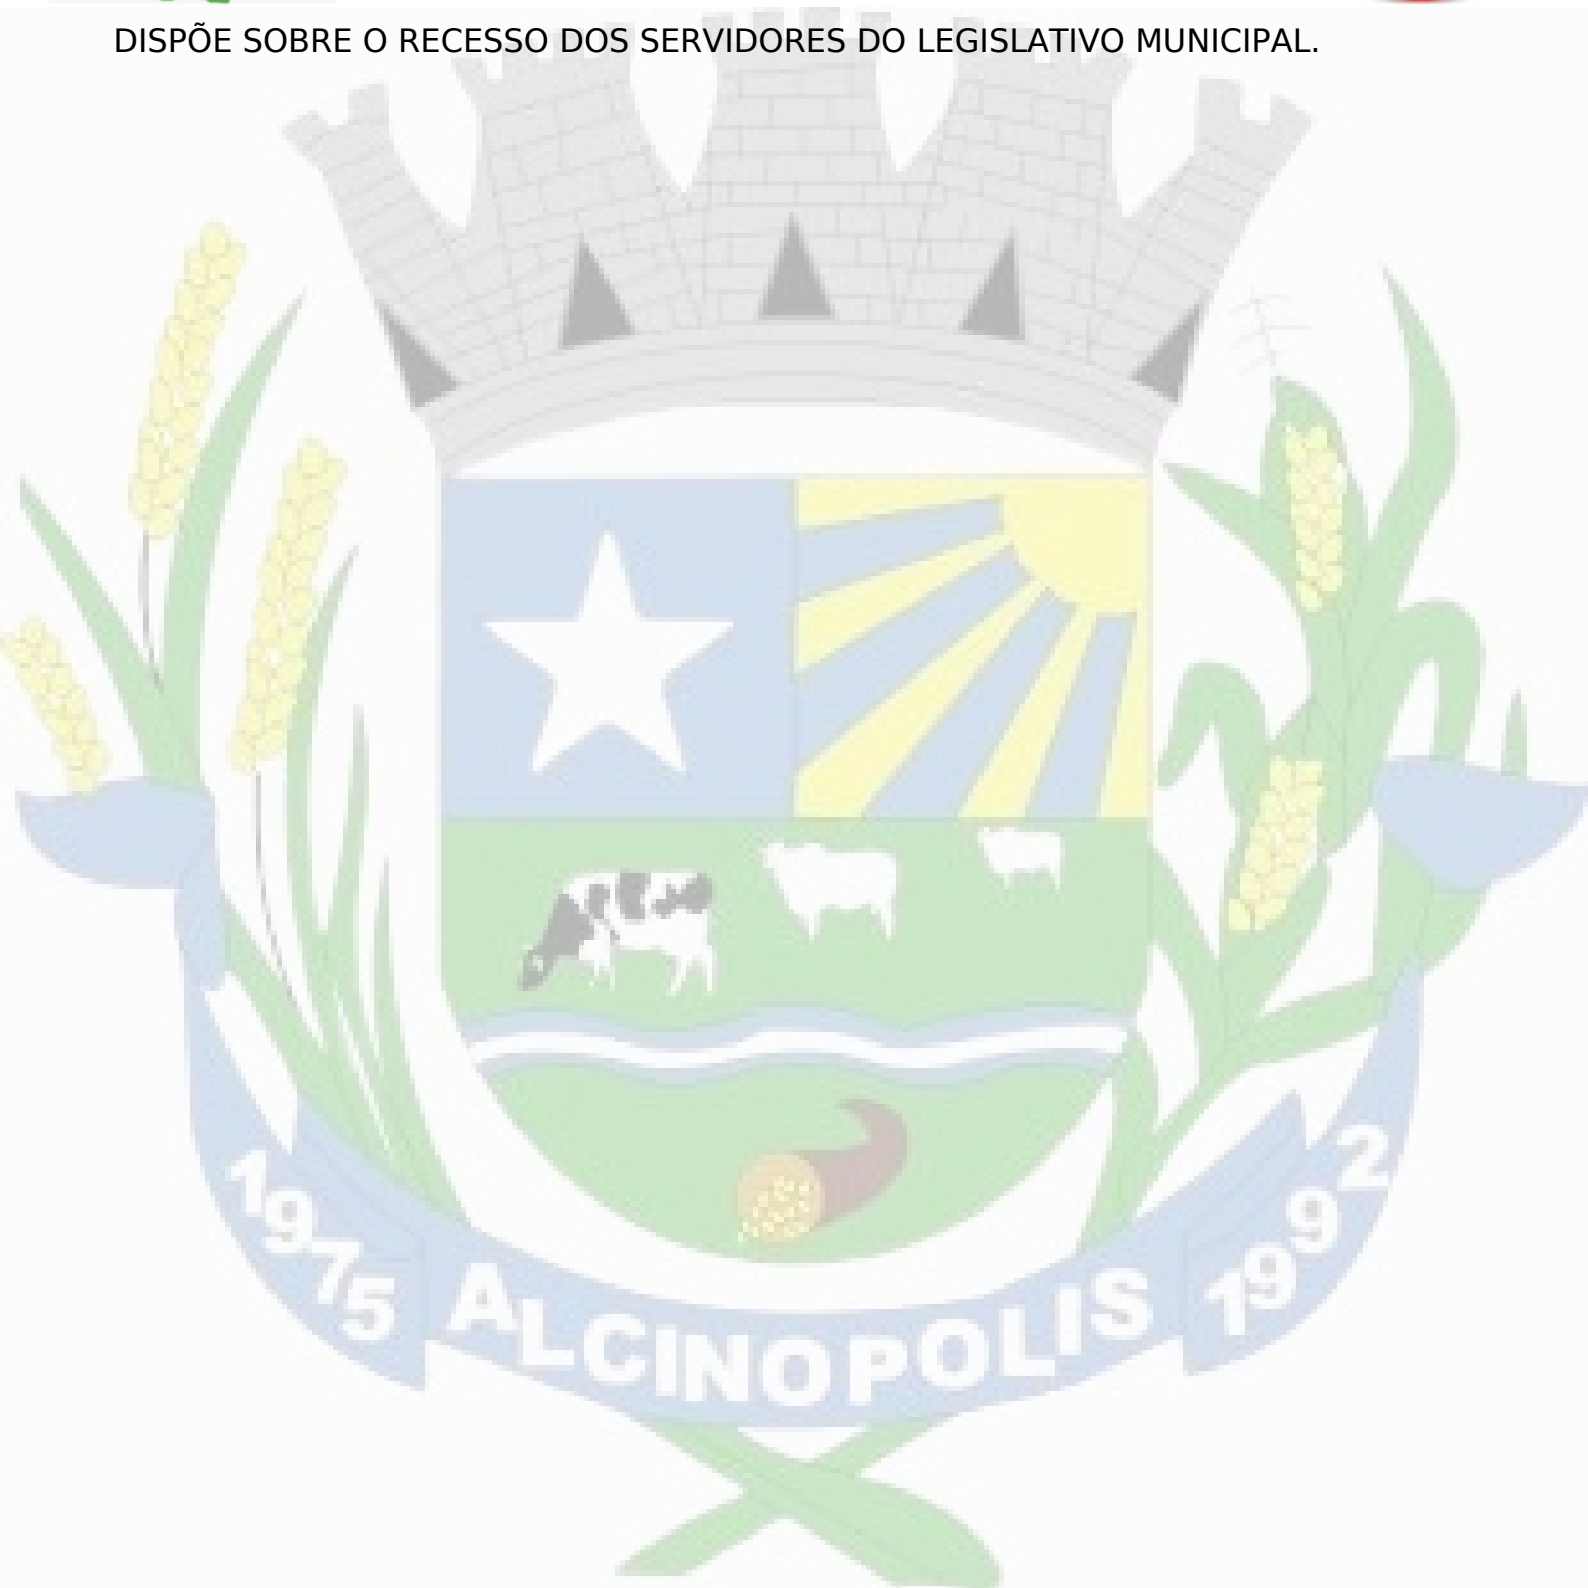 DISPÕE SOBRE O RECESSO DOS SERVIDORES DO LEGISLATIVO MUNICIPAL.
1975 ALCINOPOLIS 1992